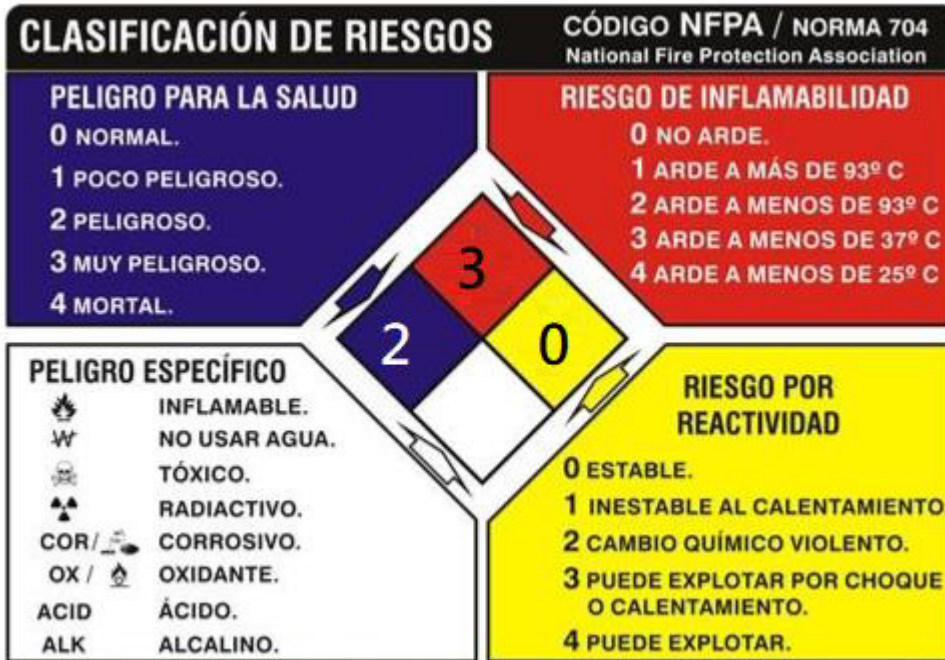 CLASIFICACIÓN DE RIESGOS
CÓDIGO NFPA / NORMA 704
National Fire Protection Association
PELIGRO PARA LA SALUD
0 NORMAL.
1 POCO PELIGROSO.
2 PELIGROSO.
3 MUY PELIGROSO.
4 MORTAL.
RIESGO DE INFLAMABILIDAD
0 NO ARDE.
1 ARDE A MÁS DE 93º C
2 ARDE A MENOS DE 93º C
3 ARDE A MENOS DE 37º C
4 ARDE A MENOS DE 25º C
3
2
0
PELIGRO ESPECÍFICO
INFLAMABLE.
W NO USAR AGUA.
TÓXICO.
RADIACTIVO.
COR/ CORROSIVO.
OX / OXIDANTE.
ACID ÁCIDO.
ALK ALCALINO.
RIESGO POR
REACTIVIDAD
0 ESTABLE.
1 INESTABLE AL CALENTAMIENTO
2 CAMBIO QUÍMICO VIOLENTO.
3 PUEDE EXPLOTAR POR CHOQUE
O CALENTAMIENTO.
4 PUEDE EXPLOTAR.